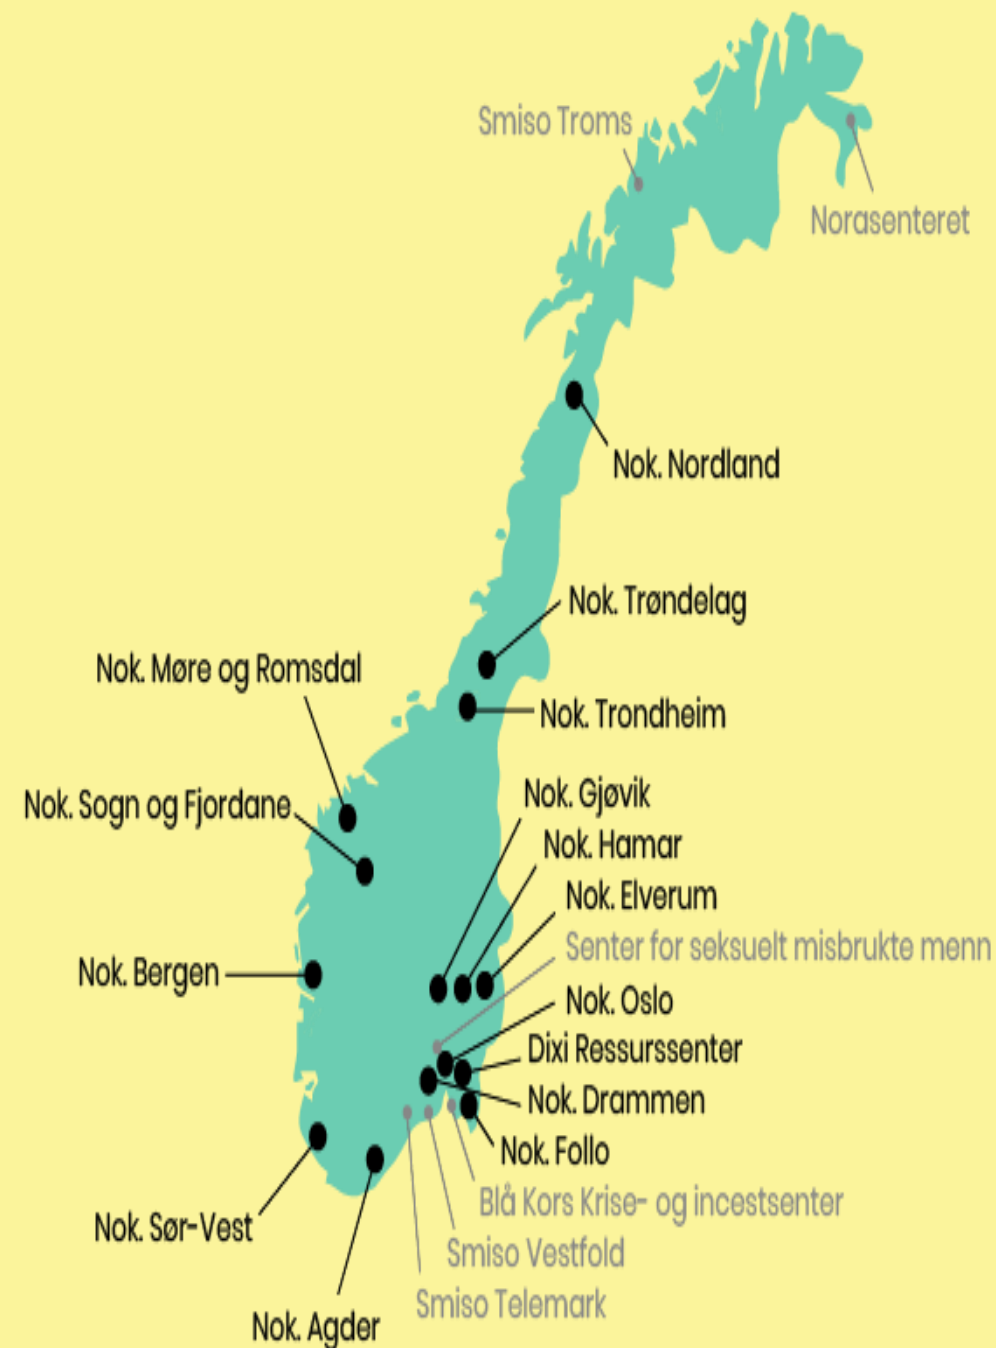 Smiso Troms
Norasenteret
Nok. Nordland
Nok. Trøndelag
Nok. Møre og Romsdal
Nok. Trondheim
Nok. Gjøvik
Nok. Sogn og Fjordane
Nok. Hamar
Nok. Elverum
Senter for seksuelt misbrukte menn
Nok. Bergen
Nok. Oslo
Dixi Ressurssenter
Nok. Drammen
Nok. Follo
Blå Kors Krise- og incestsenter
Nok. Sør-Vest
Smiso Vestfold
Smiso Telemark
Nok. Agder